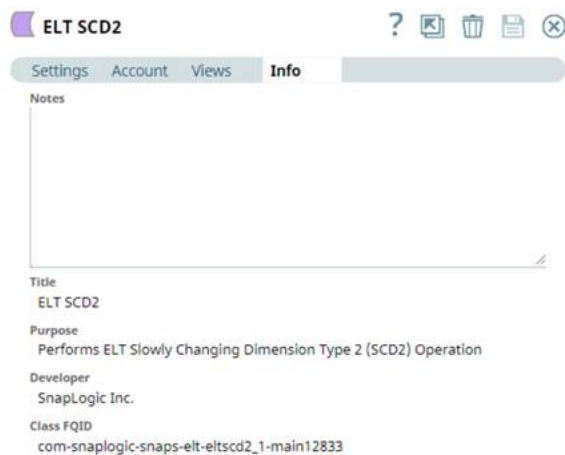 ELT SCD2
?
Settings Account Views Info
Notes
Title
ELT SCD2
Purpose
Performs ELT Slowly Changing Dimension Type 2 (SCD2) Operation
Developer
SnapLogic Inc.
Class FQID
com-snaplogic-snaps-elt-eltscd2_1-main12833